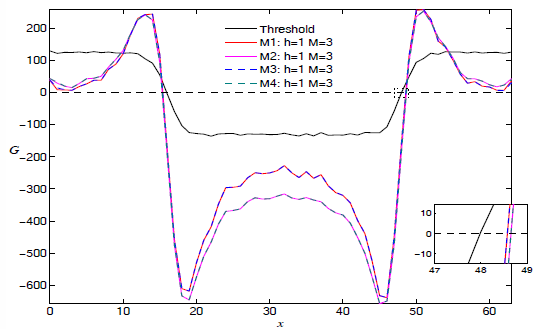 200
100
0
−100
−200
−300
−400
−500
−600
G
Threshold
M1: h=1 M=3
M2: h=1 M=3
M3: h=1 M=3
M4: h=1 M=3
10
0
−10
47 48 49
0 10 20 30 40 50 60
x